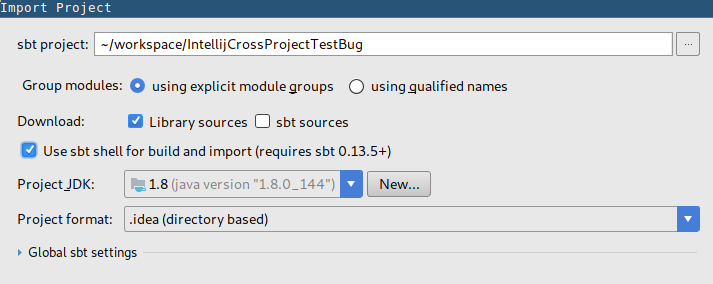 Import Project
sbt project: ~/workspace/IntellijCrossProjectTestBug ...
Group modules: using explicit module groups using qualified names
Download: Library sources sbt sources
Use sbt shell for build and import (requires sbt 0.13.5+)
Project JDK: 1.8 (java version "1.8.0_144") New...
Project format: .idea (directory based)
Global sbt settings